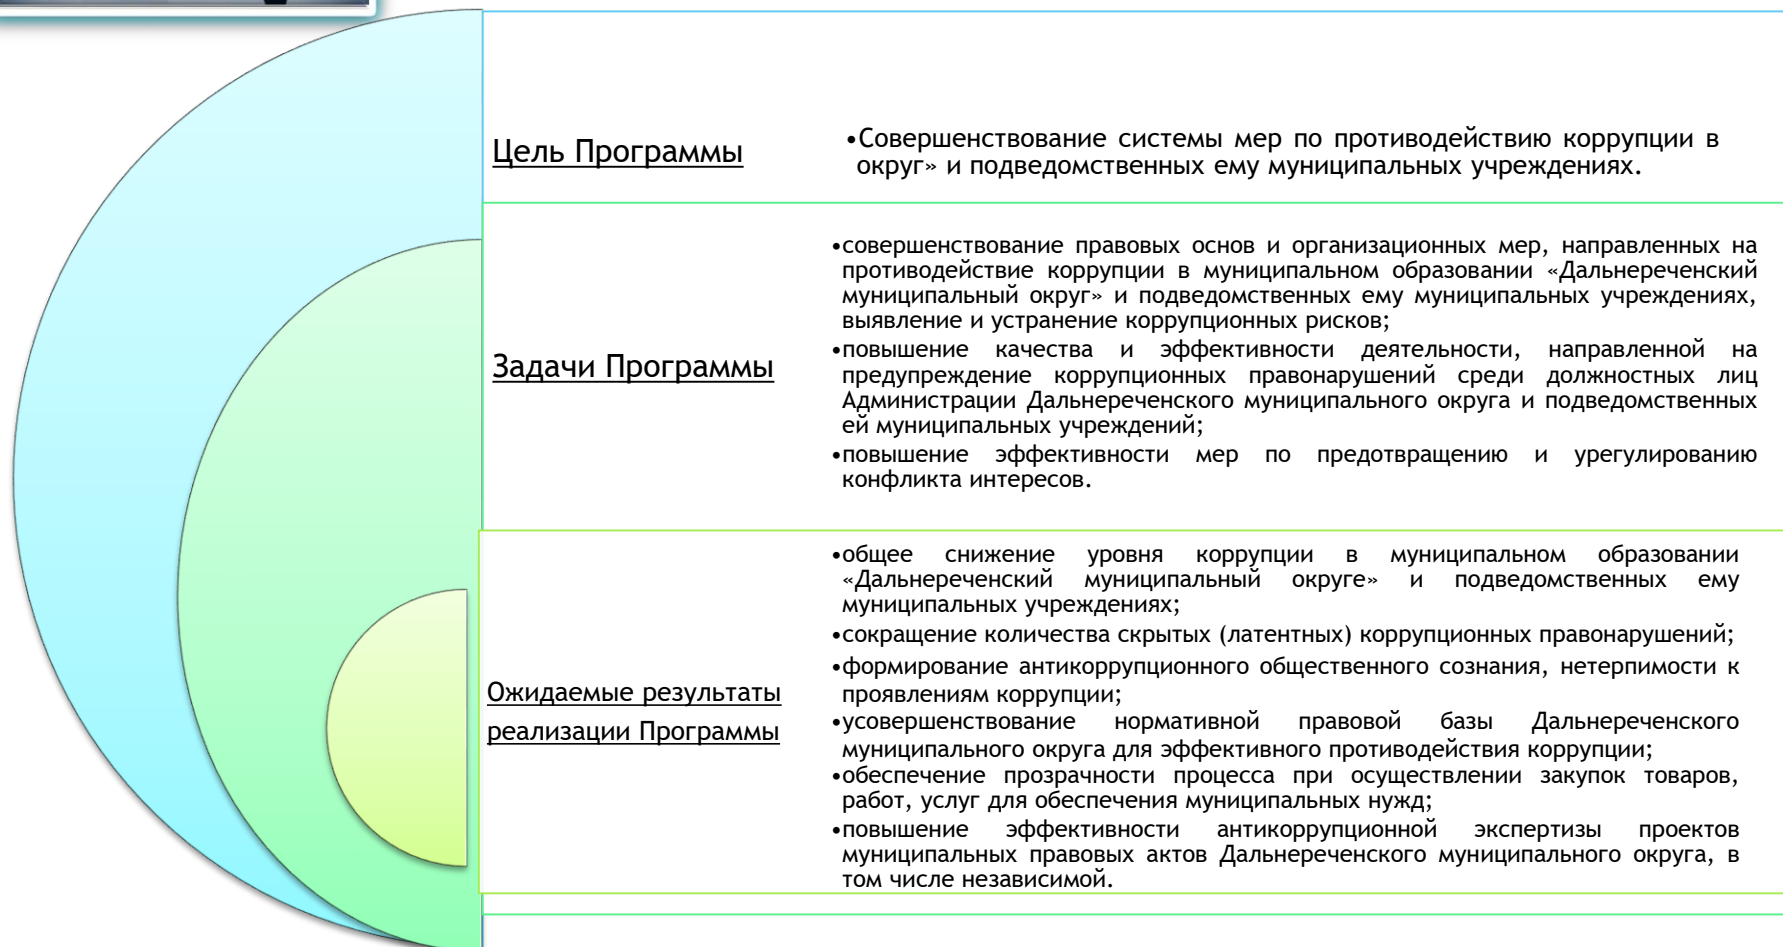 Цель Программы
•Совершенствование системы мер по противодействию коррупции в
округ» и подведомственных ему муниципальных учреждениях.
Задачи Программы
•совершенствование правовых основ и организационных мер, направленных на
противодействие коррупции в муниципальном образовании «Дальнереченский
муниципальный округ» и подведомственных ему муниципальных учреждениях,
выявление и устранение коррупционных рисков;
•повышение качества и эффективности деятельности, направленной на
предупреждение коррупционных правонарушений среди должностных лиц
Администрации Дальнереченского муниципального округа и подведомственных
ей муниципальных учреждений;
•повышение эффективности мер по предотвращению и урегулированию
конфликта интересов.
Ожидаемые результаты
реализации Программы
•общее снижение уровня коррупции в муниципальном образовании
«Дальнереченский муниципальный округе» и подведомственных ему
муниципальных учреждениях;
•сокращение количества скрытых (латентных) коррупционных правонарушений;
•формирование антикоррупционного общественного сознания, нетерпимости к
проявлениям коррупции;
•усовершенствование нормативной правовой базы Дальнереченского
муниципального округа для эффективного противодействия коррупции;
•обеспечение прозрачности процесса при осуществлении закупок товаров,
работ, услуг для обеспечения муниципальных нужд;
•повышение эффективности антикоррупционной экспертизы проектов
муниципальных правовых актов Дальнереченского муниципального округа, в
том числе независимой.